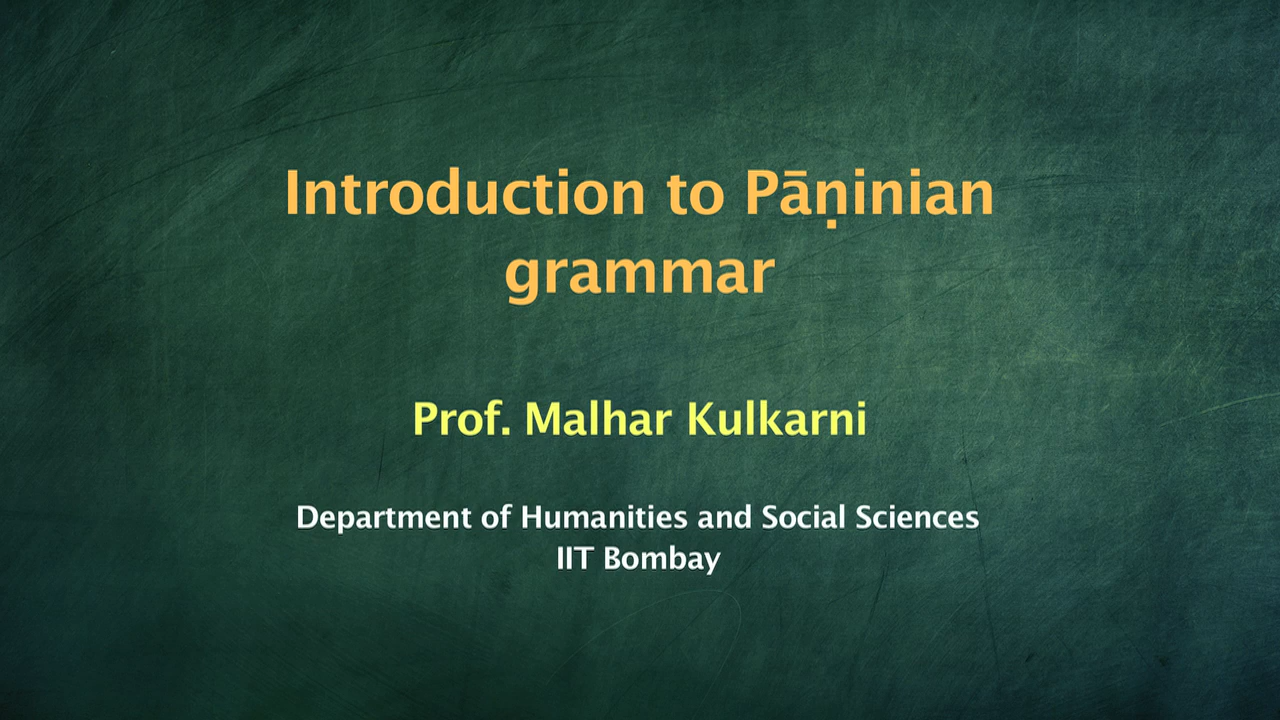 Introduction to Pāṇinian
grammar
Prof. Malhar Kulkarni
Department of Humanities and Social Sciences
IIT Bombay